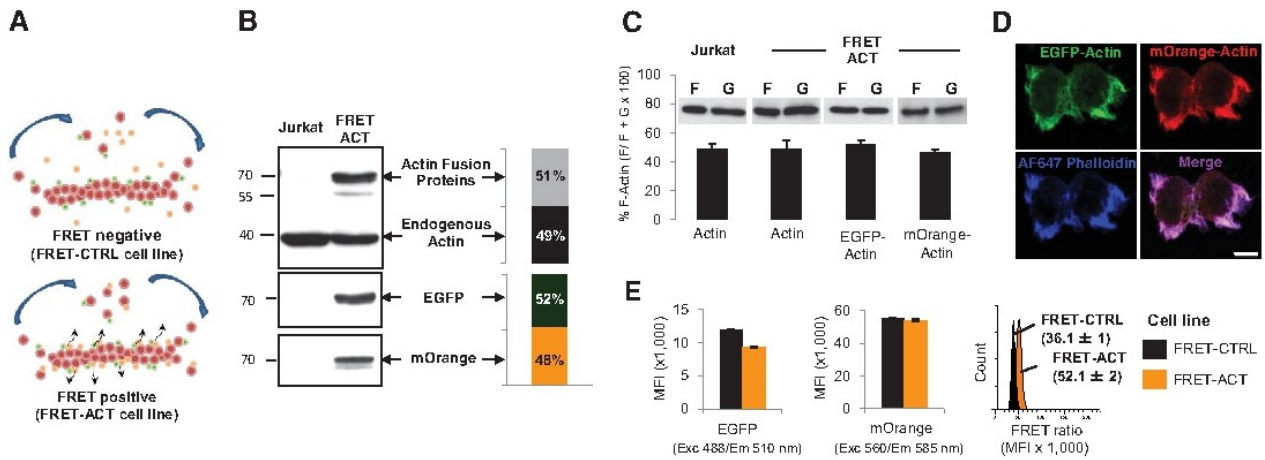 A
FRET negative
(FRET-CTRL cell line)
FRET positive
(FRET-ACT cell line)
B
Jurkat
FRET
ACT
70
55
40
70
70
Actin Fusion
Proteins
Endogenous
Actin
EGFP
mOrange
51%
49%
52%
48%
C
Jurkat
FRET
ACT
% F-Actin (F/ F + G x 100)
100
80
60
40
20
0
F G F G F G F G
Actin
Actin
EGFP-
Actin
mOrange-
Actin
D
EGFP-Actin
mOrange-Actin
AF647 Phalloidin
Merge
E
MFI (x1,000)
15
10
5
0
EGFP
(Exc 488/Em 510 nm)
MFI (x1,000)
60
40
20
0
mOrange
(Exc 560/Em 585 nm)
Count
FRET-CTRL
(36.1 ± 1)
FRET-ACT
(52.1 ± 2)
FRET ratio
(MFI x 1,000)
Cell line
FRET-CTRL
FRET-ACT